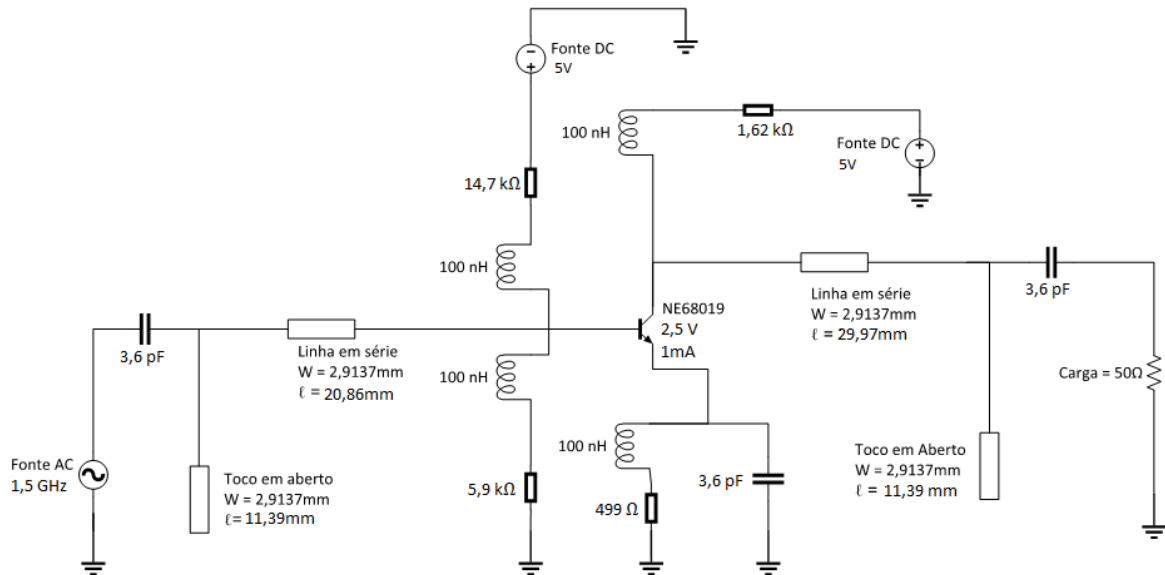 Fonte DC
5V
14,7 kΩ
100 nH
100 nH
1,62 kΩ
Fonte DC
5V
3,6 pF
Linha em série
W = 2,9137mm
ℓ = 20,86mm
100 nH
NE68019
2,5 V
1mA
Linha em série
W = 2,9137mm
ℓ = 29,97mm
3,6 pF
Carga = 50Ω
Fonte AC
1,5 GHz
Toco em aberto
W = 2,9137mm
ℓ= 11,39mm
5,9 kΩ
100 nH
499 Ω
3,6 pF
Toco em Aberto
W = 2,9137mm
ℓ = 11,39 mm